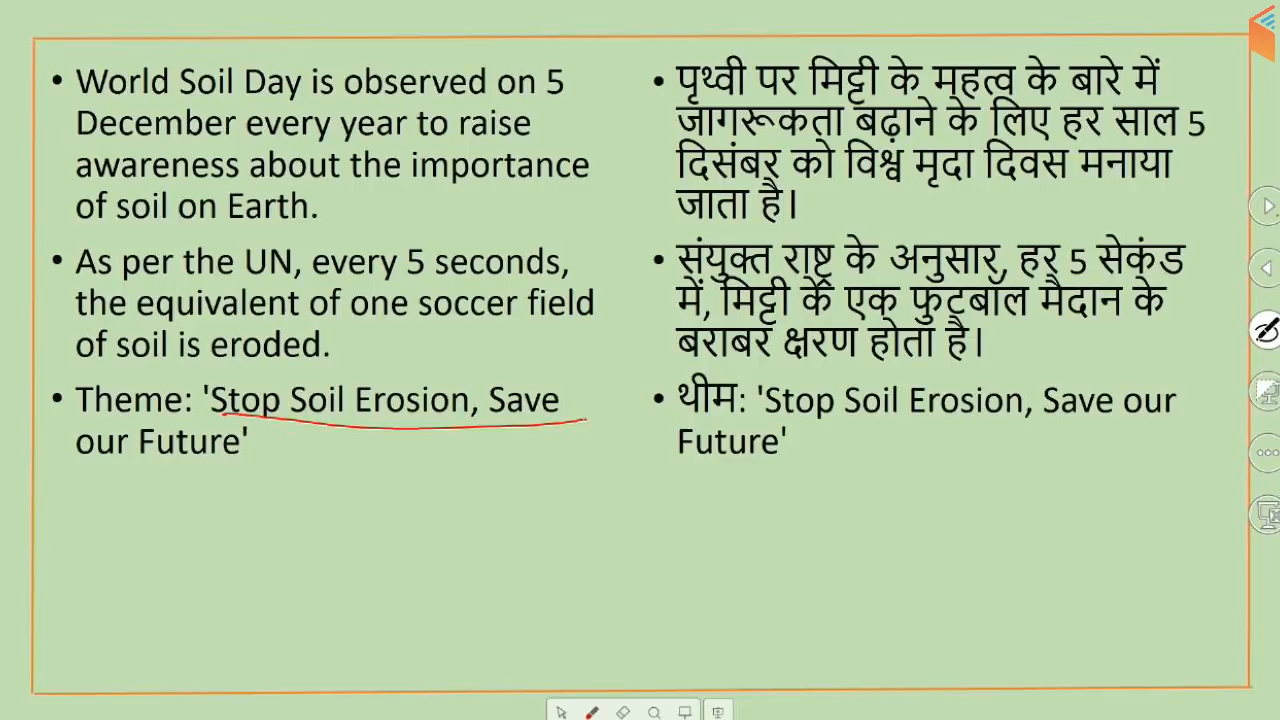 • World Soil Day is observed on 5
December every year to raise
awareness about the importance
of soil on Earth.
• As per the UN, every 5 seconds,
the equivalent of one soccer field
of soil is eroded.
• Theme: 'Stop Soil Erosion, Save
our Future'
• पृथ्वी पर मिट्टी के महत्व के बारे में
जागरूकता बढ़ाने के लिए हर साल 5
दिसंबर को विश्व मृदा दिवस मनाया
जाता है।
• संयुक्त राष्ट्र के अनुसार, हर 5 सेकंड
में, मिट्टी के एक फुटबॉल मैदान के
बराबर क्षरण होता है।
• थीम: 'Stop Soil Erosion, Save our
Future'